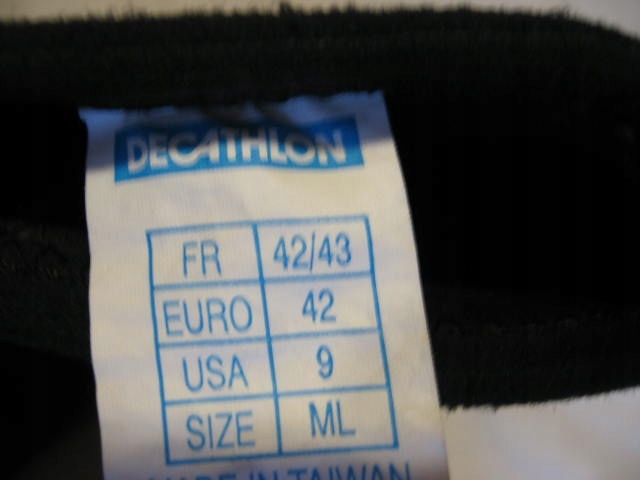 DECATHLON
FR 42/43
EURO 42
USA 9
SIZE ML
MADE IN TAIWAN